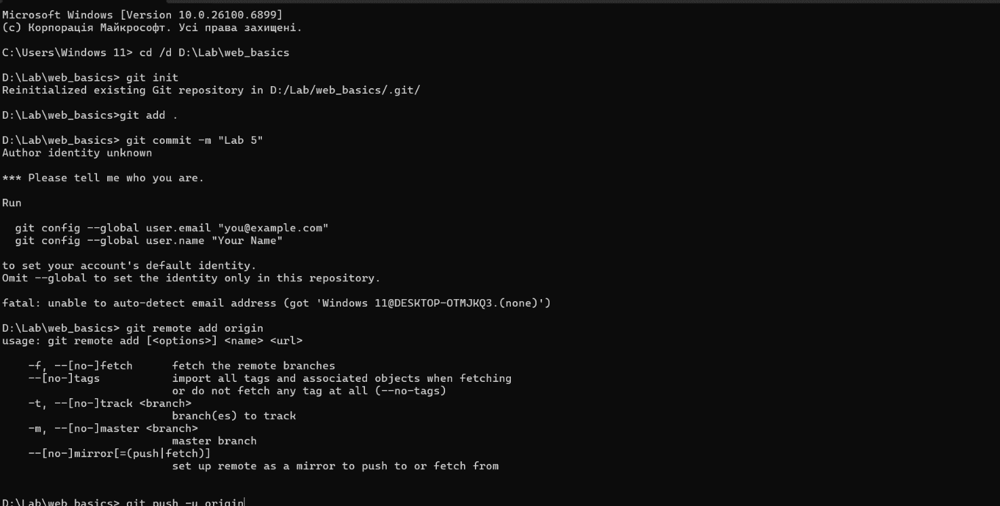 Microsoft Windows [Version 10.0.26100.6899]
(c) Корпорація Майкрософт. Усі права захищені.
C:\Users\Windows 11> cd /d D:\Lab\web_basics
D:\Lab\web_basics> git init
Reinitialized existing Git repository in D:/Lab/web_basics/.git/
D:\Lab\web_basics>git add .
D:\Lab\web_basics> git commit -m "Lab 5"
Author identity unknown
*** Please tell me who you are.
Run
git config --global user.email "you@example.com"
git config --global user.name "Your Name"
to set your account's default identity.
Omit --global to set the identity only in this repository.
fatal: unable to auto-detect email address (got 'Windows 11@DESKTOP-OTMJKQ3.(none)')
D:\Lab\web_basics> git remote add origin
usage: git remote add [<options>] <name> <url>
-f, --[no-]fetch fetch the remote branches
--[no-]tags import all tags and associated objects when fetching
or do not fetch any tag at all (--no-tags)
-t, --[no-]track <branch>
branch(es) to track
-m, --[no-]master <branch>
master branch
--[no-]mirror[=(push|fetch)]
set up remote as a mirror to push to or fetch from
D:\Lab\web_basics> git push -u origin